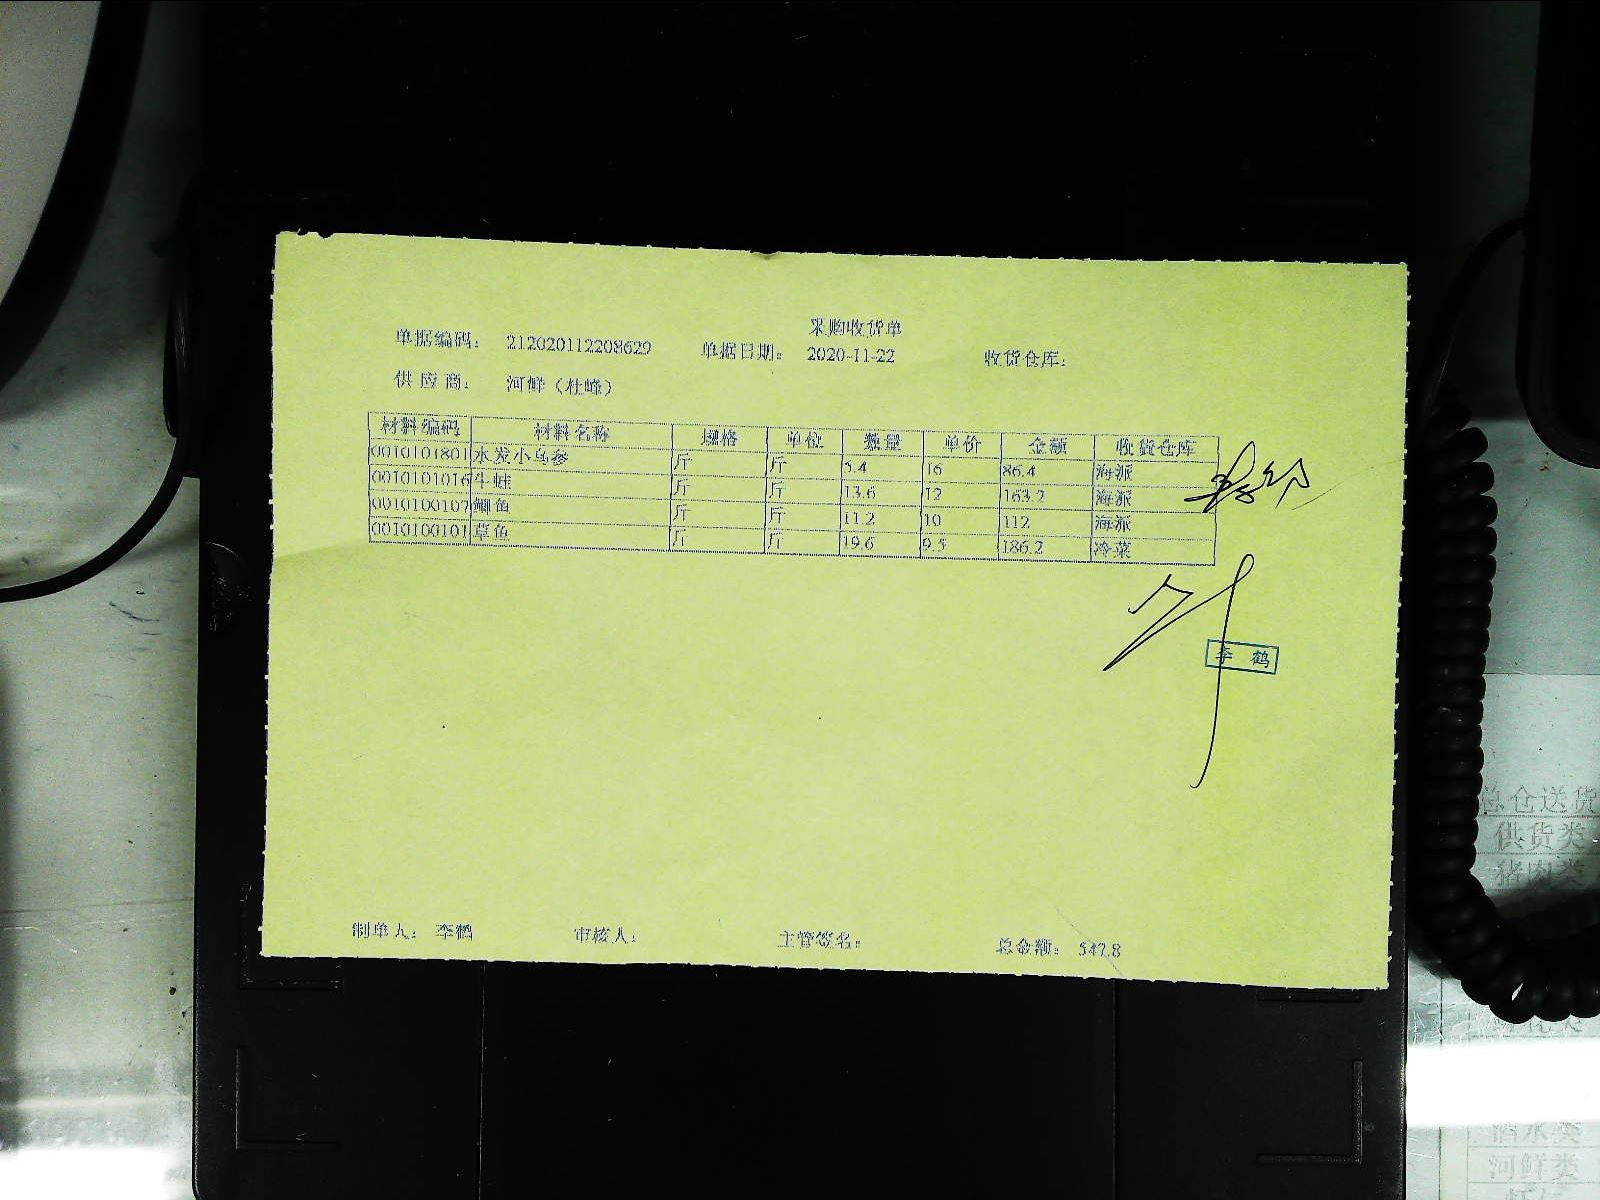 采购收货单
单据编码： 212020112208629 单据日期： 2020-11-22 收货仓库：
供应商： 河鲜（杜峰）
材料编码 材料名称 规格 单位 数量 单价 金额 收货仓库
0010101801 水发小乌参 斤 斤 5.4 16 86.4 海派
0010101016 牛蛙 斤 斤 13.6 12 163.2 海派
0010100107 鲫鱼 斤 斤 11.2 10 112 海派
0010100101 草鱼 斤 斤 19.6 9.5 186.2 冷菜
李鹤
制单人： 李鹤 审核人： 主管签名： 总金额： 547.8
总仓送货
供货类
猪肉类
酒水类
河鲜类